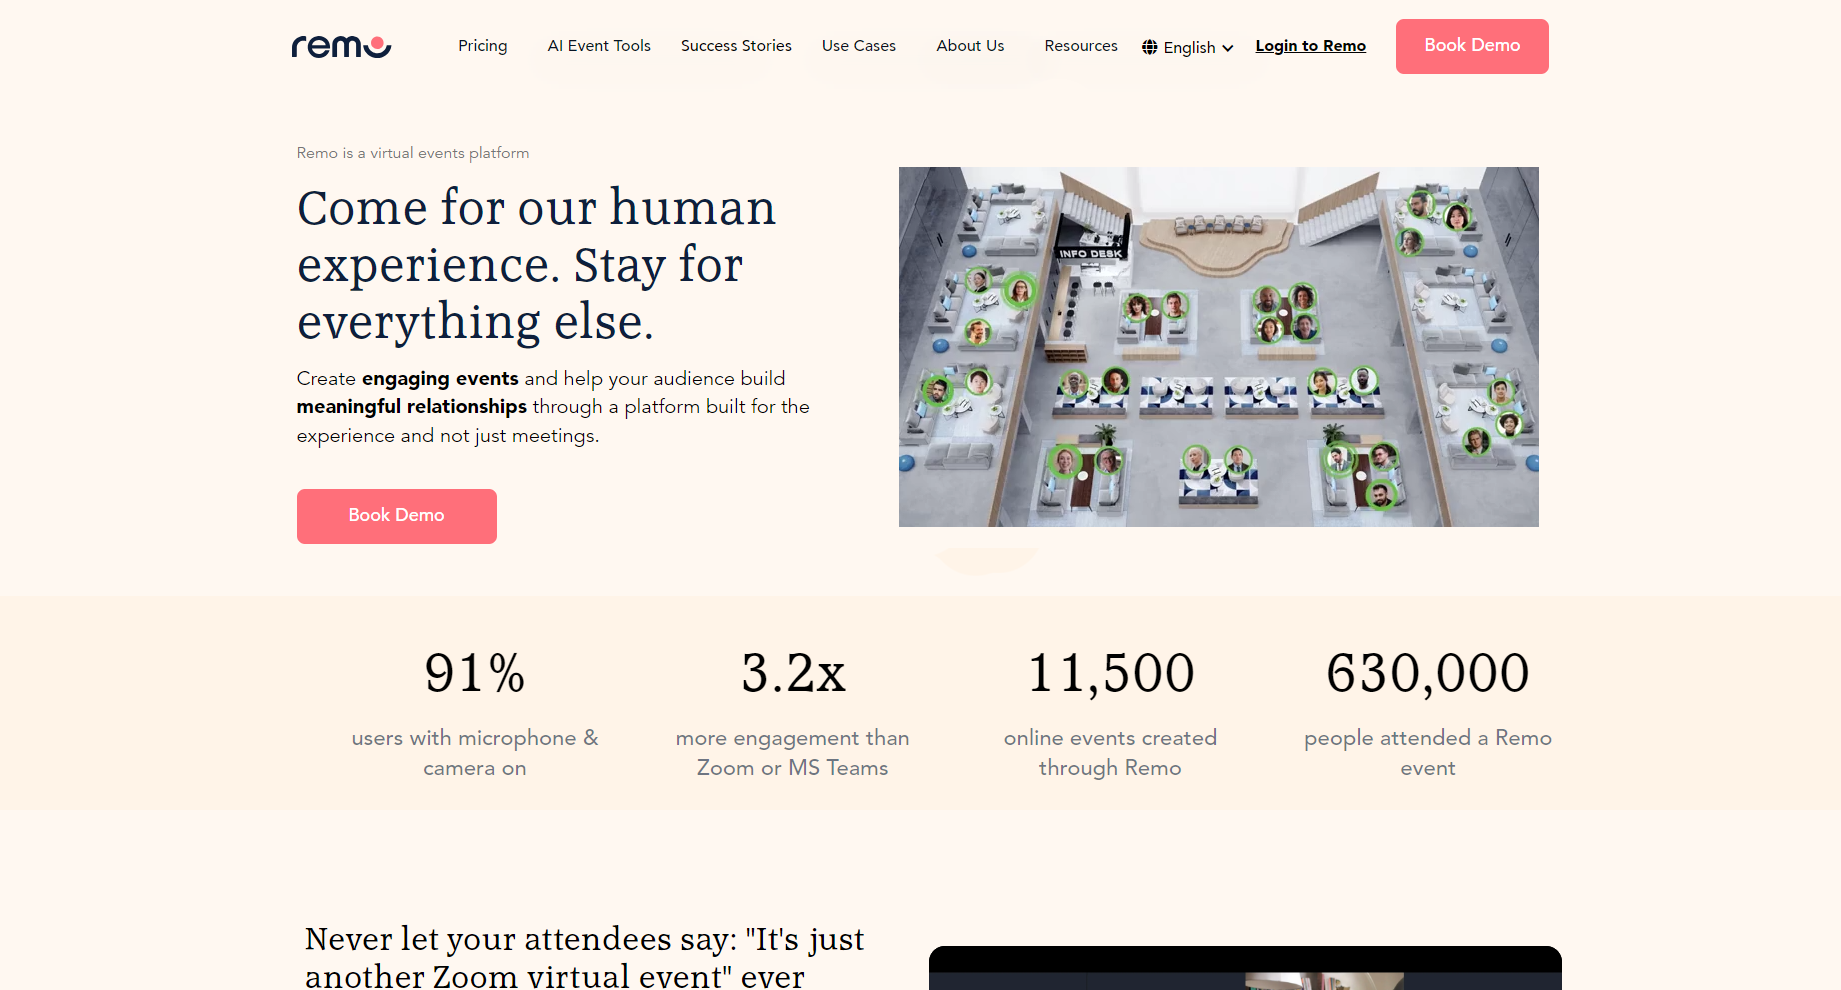 remo
Pricing
AI Event Tools
Success Stories
Use Cases
About Us
Resources
English
Login to Remo
Book Demo
Remo is a virtual events platform
Come for our human
experience. Stay for
everything else.
Create engaging events and help your audience build
meaningful relationships through a platform built for the
experience and not just meetings.
Book Demo
INFO DESK
91%
users with microphone &
camera on
3.2x
more engagement than
Zoom or MS Teams
11,500
online events created
through Remo
630,000
people attended a Remo
event
Never let your attendees say: "It's just
another Zoom virtual event" ever